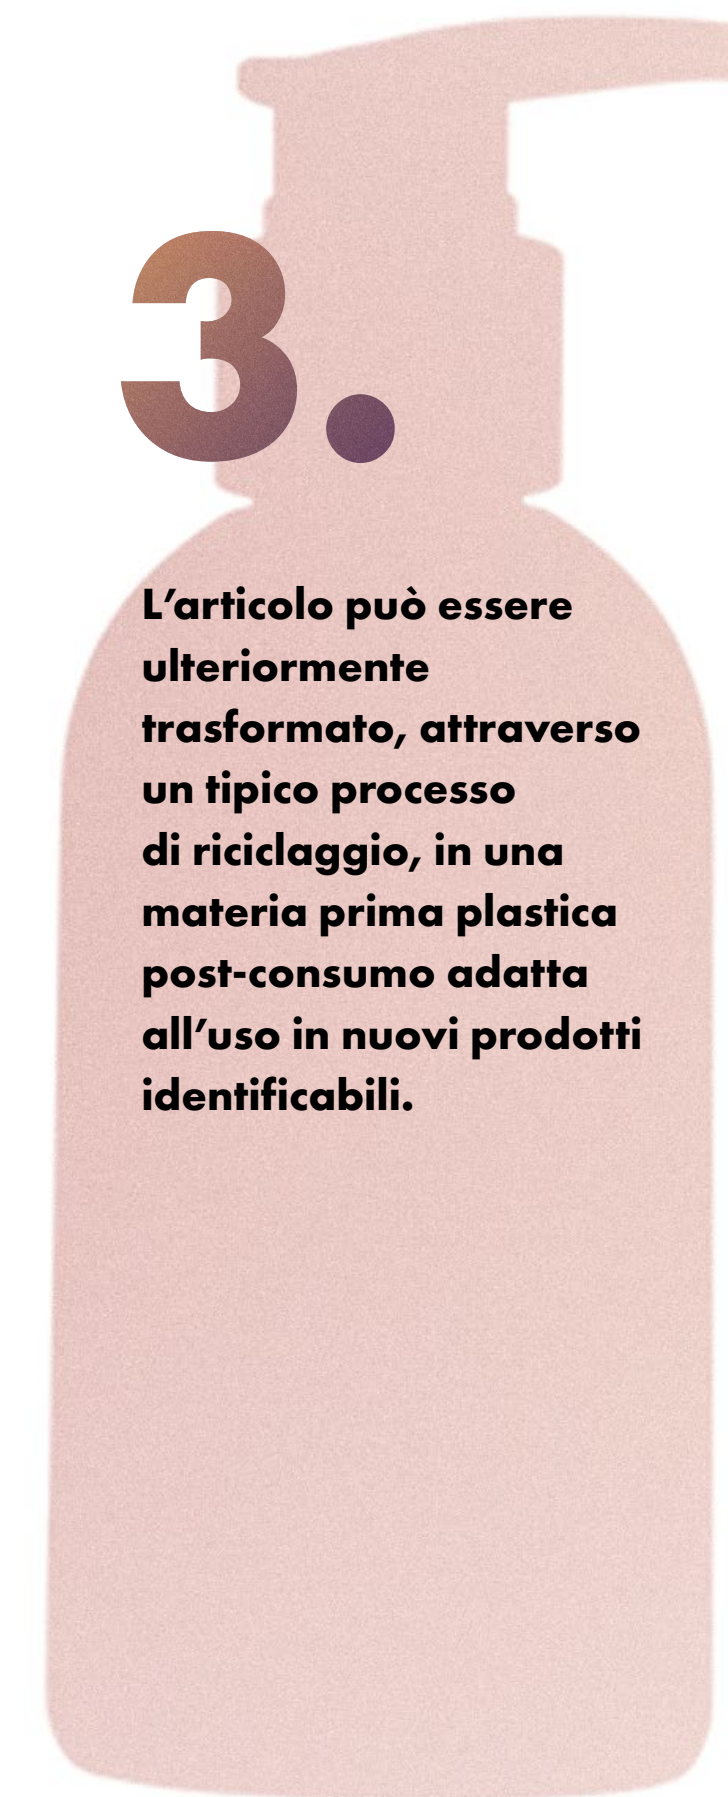 3.
L’articolo può essere
ulteriormente
trasformato, attraverso
un tipico processo
di riciclaggio, in una
materia prima plastica
post-consumo adatta
all’uso in nuovi prodotti
identificabili.